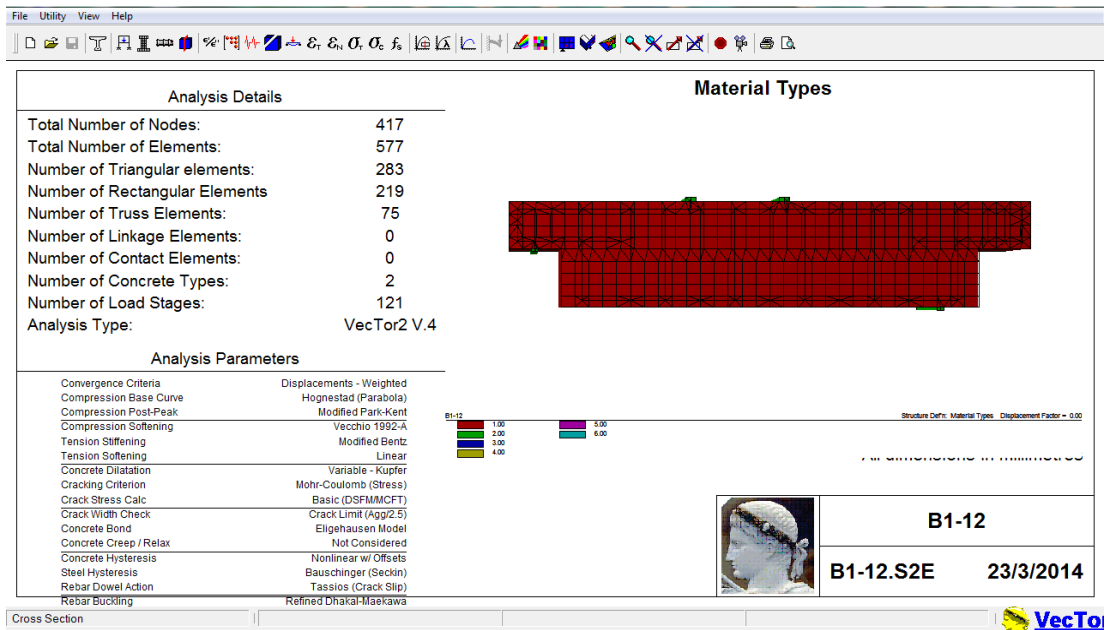 File Utility View Help
Analysis Details
Total Number of Nodes: 417
Total Number of Elements: 577
Number of Triangular elements: 283
Number of Rectangular Elements 219
Number of Truss Elements: 75
Number of Linkage Elements: 0
Number of Contact Elements: 0
Number of Concrete Types: 2
Number of Load Stages: 121
Analysis Type: VecTor2 V.4
Analysis Parameters
Convergence Criteria Displacements - Weighted
Compression Base Curve Hognestad (Parabola)
Compression Post-Peak Modified Park-Kent
Compression Softening Vecchio 1992-A
Tension Stiffening Modified Bentz
Tension Softening Linear
Concrete Dilatation Variable - Kupfer
Cracking Criterion Mohr-Coulomb (Stress)
Crack Stress Calc Basic (DSFM/MCFT)
Crack Width Check Crack Limit (Agg/2.5)
Concrete Bond Eligehausen Model
Concrete Creep / Relax Not Considered
Concrete Hysteresis Nonlinear w/ Offsets
Steel Hysteresis Bauschinger (Seckin)
Rebar Dowel Action Tassios (Crack Slip)
Rebar Buckling Refined Dhakal-Maekawa
Material Types
B1-12 Structure Def'n: Material Types Displacement Factor = 0.00
1.00 5.00
2.00 6.00
3.00
4.00
All dimensions in millimetres
B1-12
B1-12.S2E 23/3/2014
Cross Section
VecTor